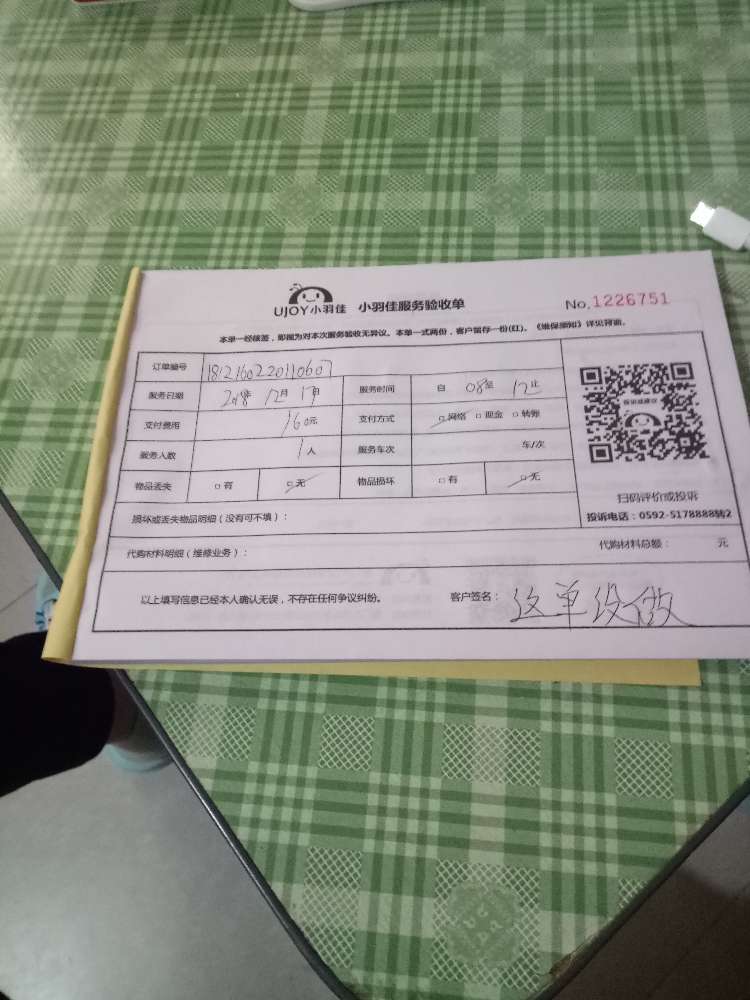 UJOY小羽佳 小羽佳服务验收单 No.1226751
本单一经核签，即视为对本次服务验收无异议。本单一式两份，客户留存一份(红)。《维保须知》详见背面。
订单编号 1812160220110607
服务日期 2018年 12月 17日 服务时间 自 08至 12止
支付费用 160元 支付方式 □网络 □现金 □转账
服务人数 1人 服务车次 车/次
物品丢失 □有 □无 物品损坏 □有 □无
扫码评价或投诉
投诉电话：0592-5178888转2
损坏或丢失物品明细（没有可不填）：
代购材料明细（维修业务）： 代购材料总额： 元
以上填写信息已经本人确认无误，不存在任何争议纠纷。 客户签名： 这单没做